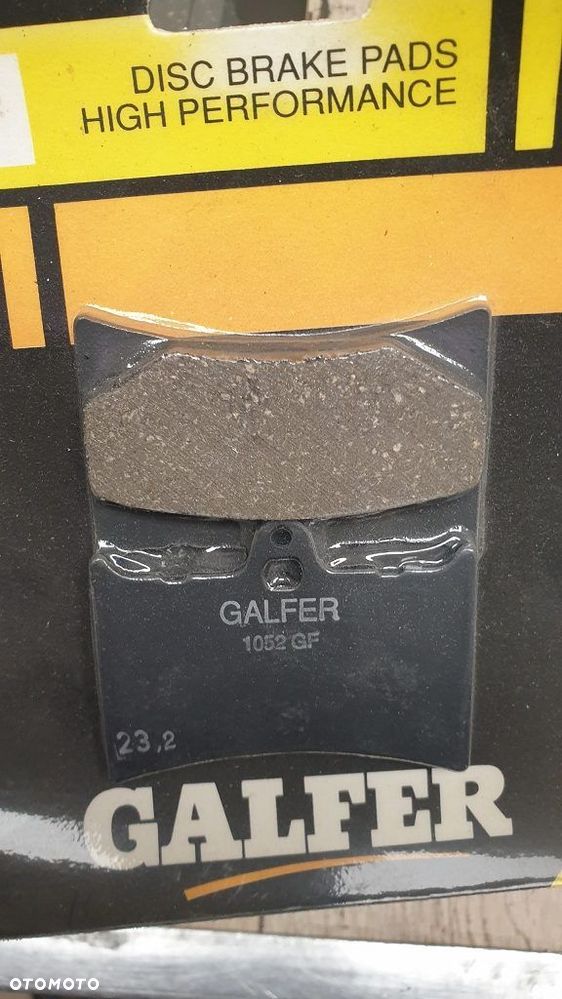 DISC BRAKE PADS
HIGH PERFORMANCE
GALFER
1052 GF
23,2
GALFER
OTOMOTO